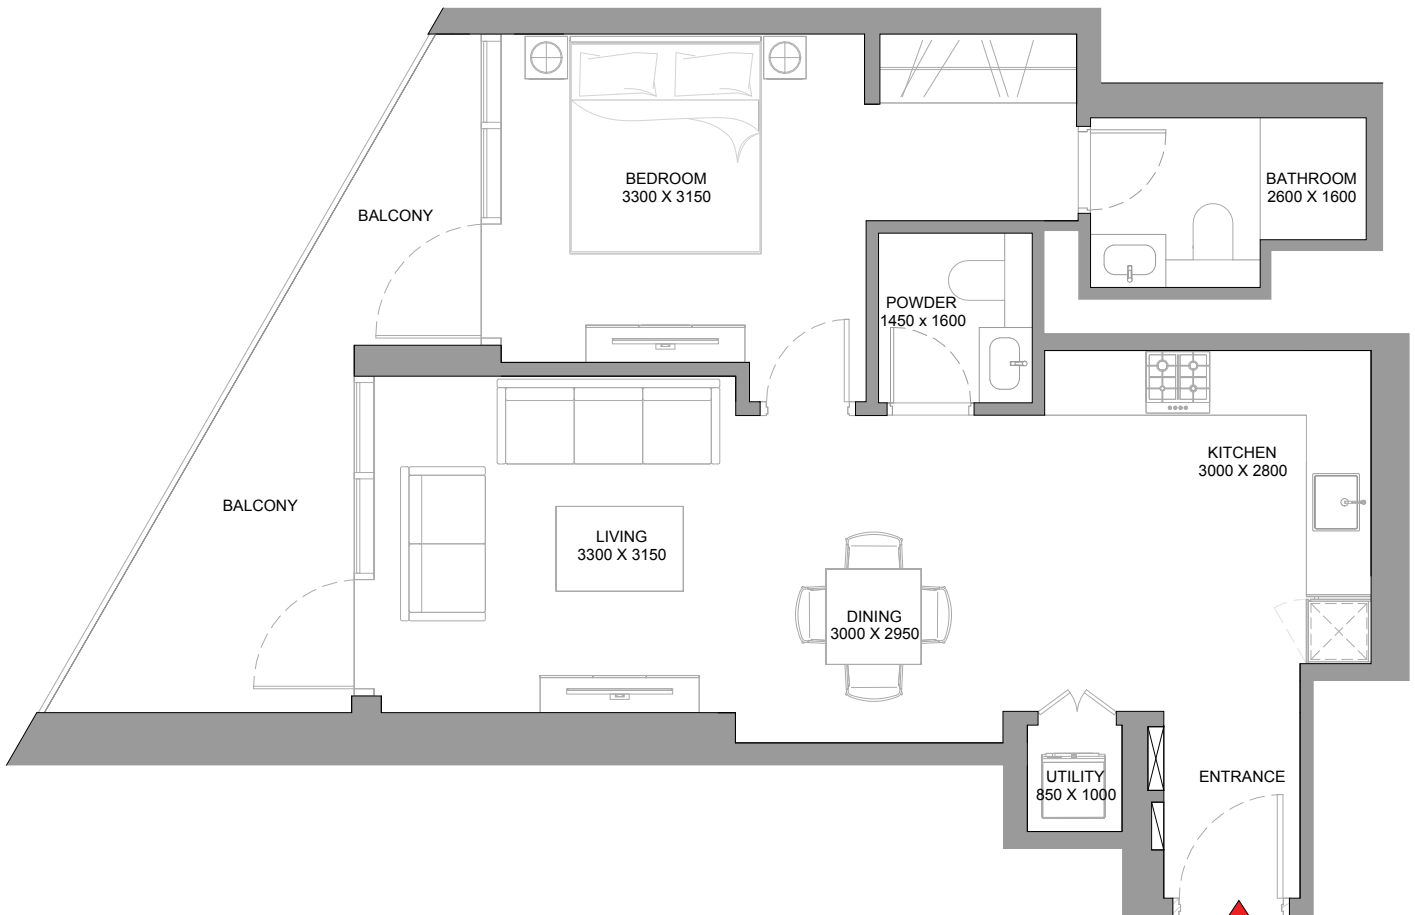 BEDROOM
3300 X 3150
BATHROOM
2600 X 1600
BALCONY
POWDER
1450 x 1600
KITCHEN
3000 X 2800
BALCONY
LIVING
3300 X 3150
DINING
3000 X 2950
UTILITY
850 X 1000
ENTRANCE